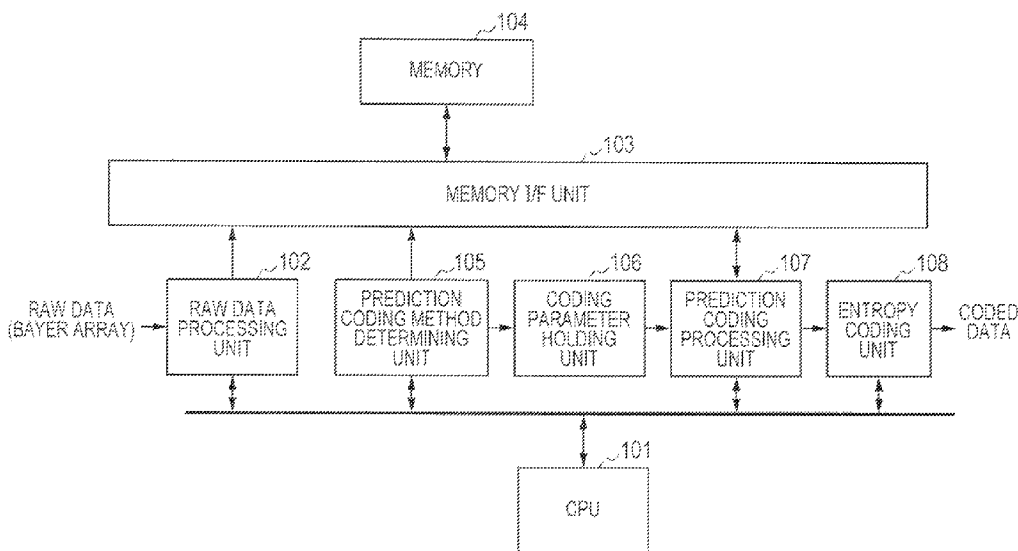 104
MEMORY
103
MEMORY I/F UNIT
102
105
106
107
108
RAW DATA
(BAYER ARRAY)
RAW DATA
PROCESSING
UNIT
PREDICTION
CODING METHOD
DETERMINING
UNIT
CODING
PARAMETER
HOLDING
UNIT
PREDICTION
CODING
PROCESSING
UNIT
ENTROPY
CODING
UNIT
CODED
DATA
101
CPU